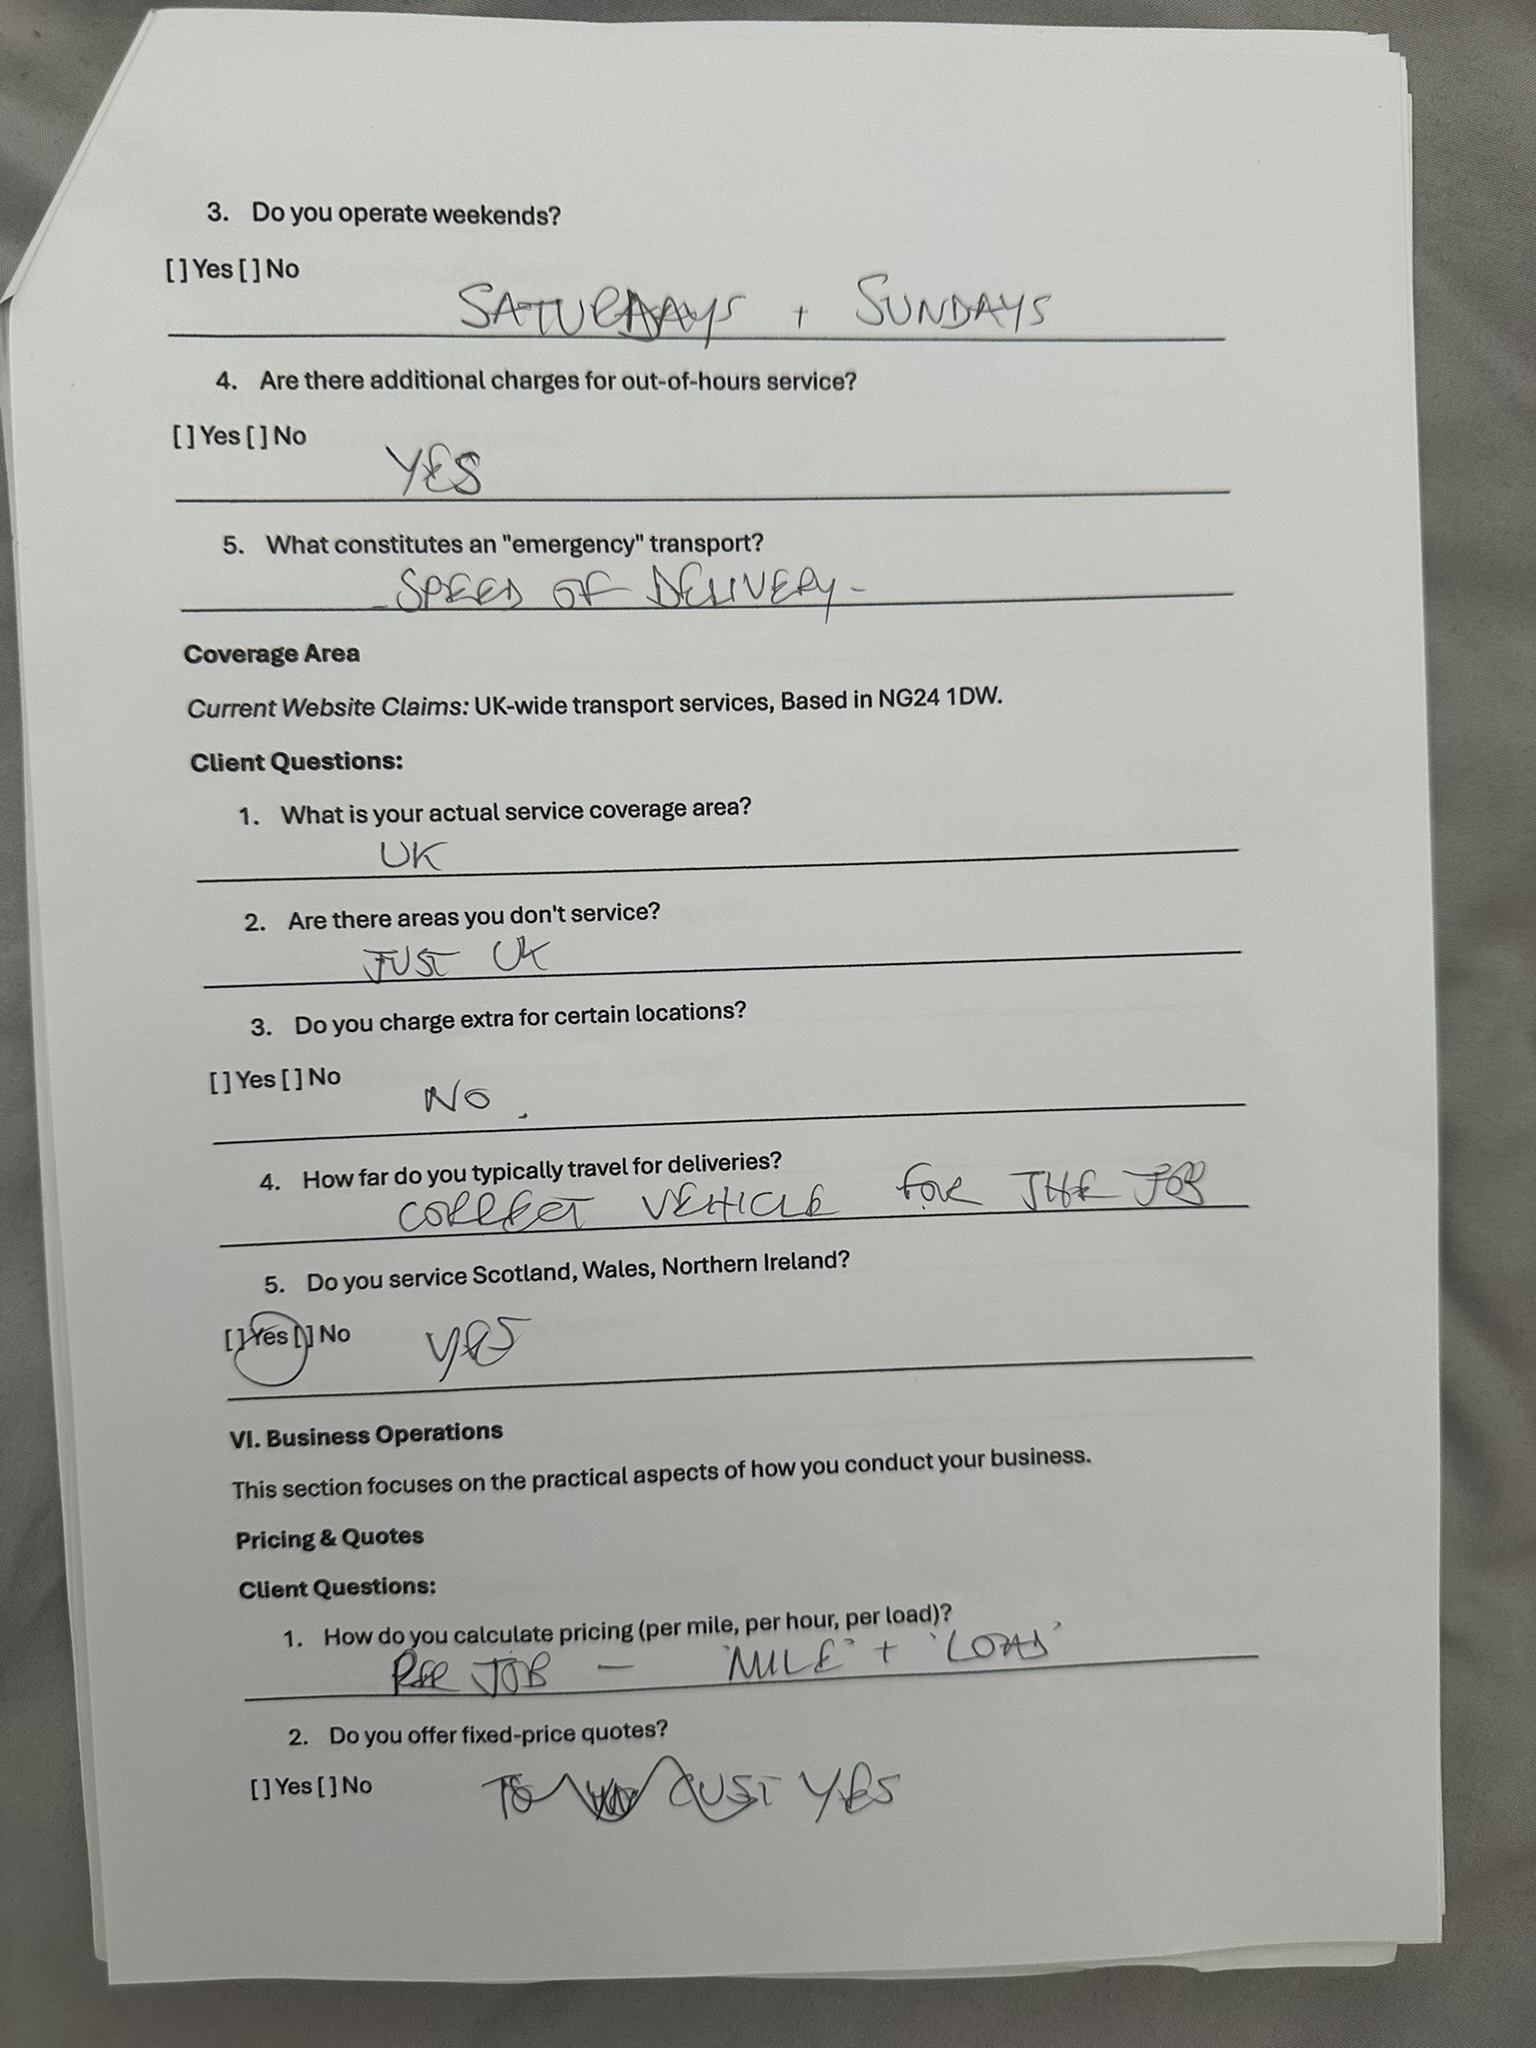 3. Do you operate weekends?
[ ] Yes [ ] No
SATURDAYS + SUNDAYS
4. Are there additional charges for out-of-hours service?
[ ] Yes [ ] No
YES
5. What constitutes an "emergency" transport?
- SPEED OF DELIVERY -
Coverage Area
Current Website Claims: UK-wide transport services, Based in NG24 1DW.
Client Questions:
1. What is your actual service coverage area?
UK
2. Are there areas you don't service?
JUST UK
3. Do you charge extra for certain locations?
[ ] Yes [ ] No
NO.
4. How far do you typically travel for deliveries?
CORRECT VEHICLE FOR THE JOB
5. Do you service Scotland, Wales, Northern Ireland?
[ ] Yes [ ] No
YES
VI. Business Operations
This section focuses on the practical aspects of how you conduct your business.
Pricing & Quotes
Client Questions:
1. How do you calculate pricing (per mile, per hour, per load)?
PER JOB - 'MILE' + 'LOAD'
2. Do you offer fixed-price quotes?
[ ] Yes [ ] No
TO CUST YES